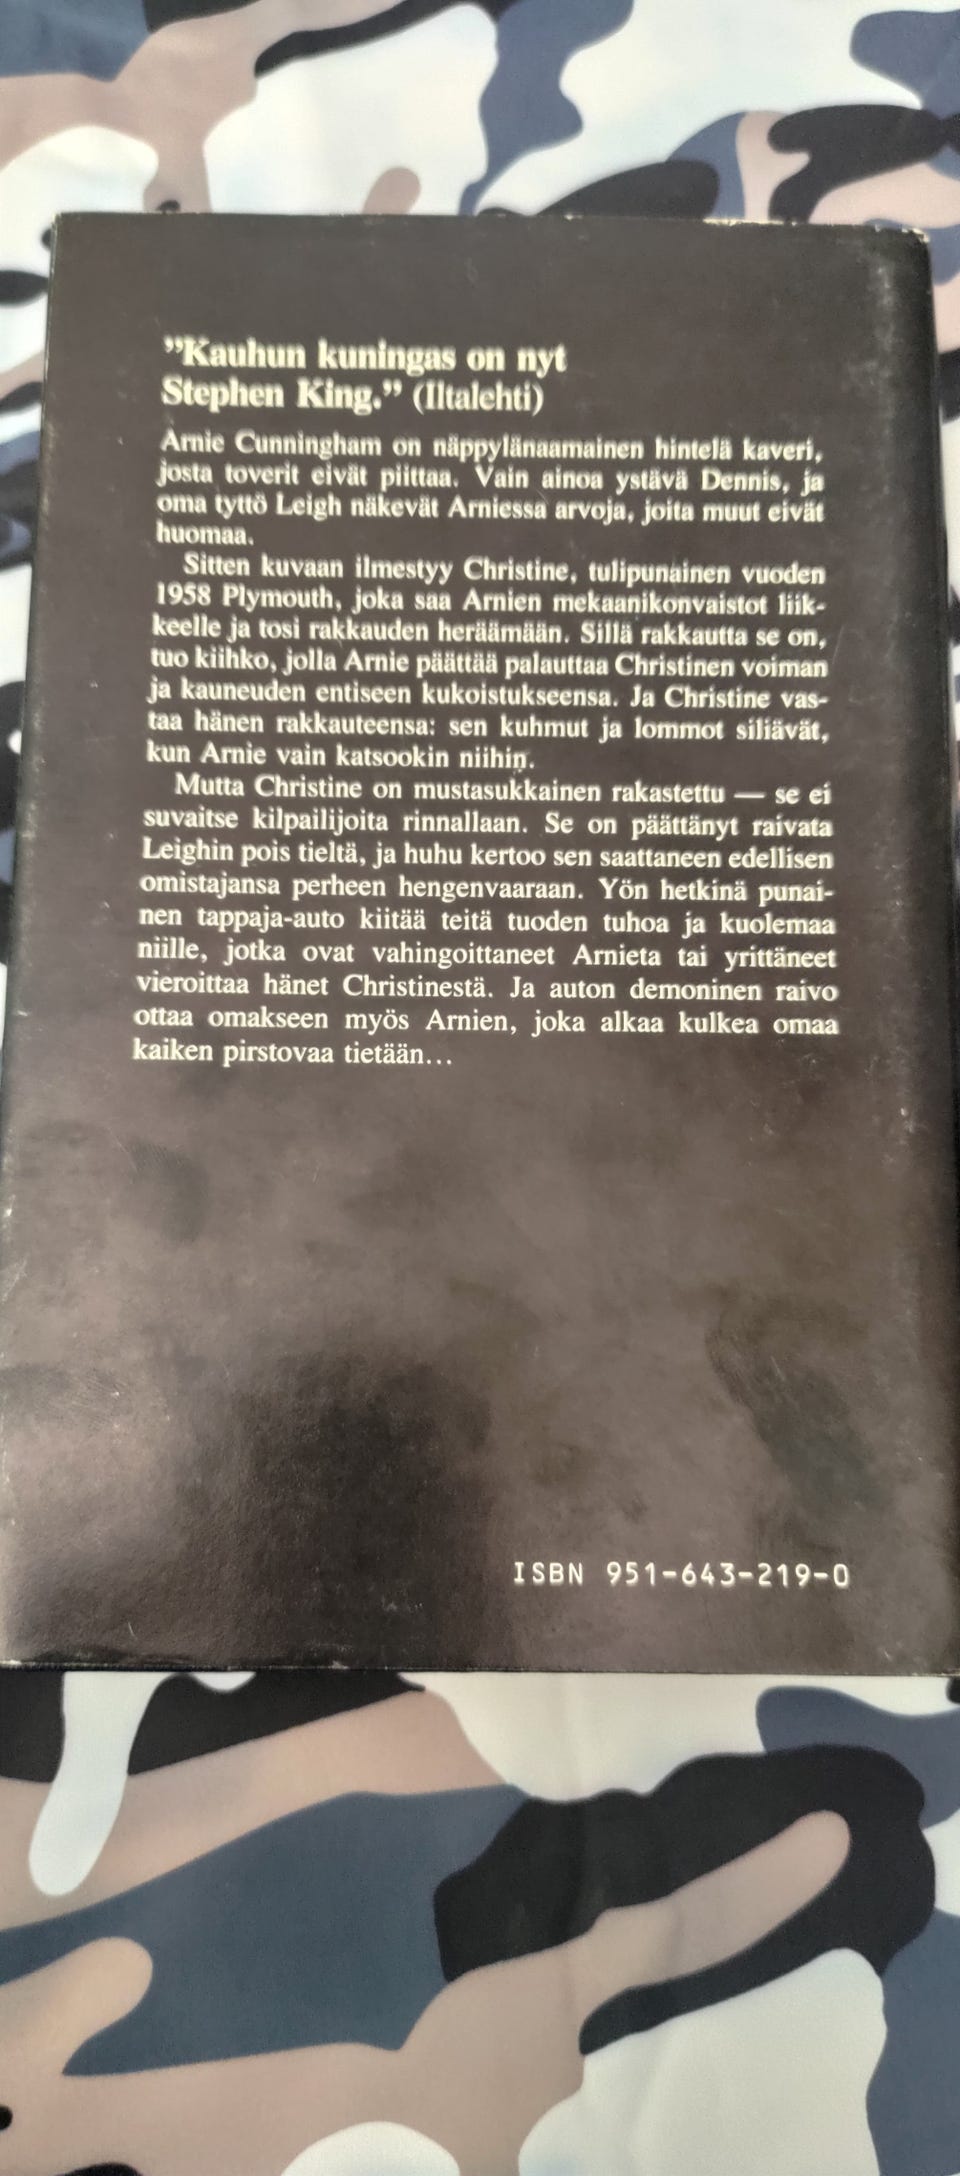 ”Kauhun kuningas on nyt
Stephen King.” (Iltalehti)
Arnie Cunningham on näppylänaamainen hintelä kaveri,
josta toverit eivät piittaa. Vain ainoa ystävä Dennis, ja
oma tyttö Leigh näkevät Arniessa arvoja, joita muut eivät
huomaa.
Sitten kuvaan ilmestyy Christine, tulipunainen vuoden
1958 Plymouth, joka saa Arnien mekaanikonvaistot liik-
keelle ja tosi rakkauden heräämään. Sillä rakkautta se on,
tuo kiihko, jolla Arnie päättää palauttaa Christinen voiman
ja kauneuden entiseen kukoistukseensa. Ja Christine vas-
taa hänen rakkauteensa: sen kuhmut ja lommot siliävät,
kun Arnie vain katsookin niihin.
Mutta Christine on mustasukkainen rakastettu — se ei
suvaitse kilpailijoita rinnallaan. Se on päättänyt raivata
Leighin pois tieltä, ja huhu kertoo sen saattaneen edellisen
omistajansa perheen hengenvaaraan. Yön hetkinä punai-
nen tappaja-auto kiitää teitä tuoden tuhoa ja kuolemaa
niille, jotka ovat vahingoittaneet Arnieta tai yrittäneet
vieroittaa hänet Christinestä. Ja auton demoninen raivo
ottaa omakseen myös Arnien, joka alkaa kulkea omaa
kaiken pirstovaa tietään...
ISBN 951-643-219-0